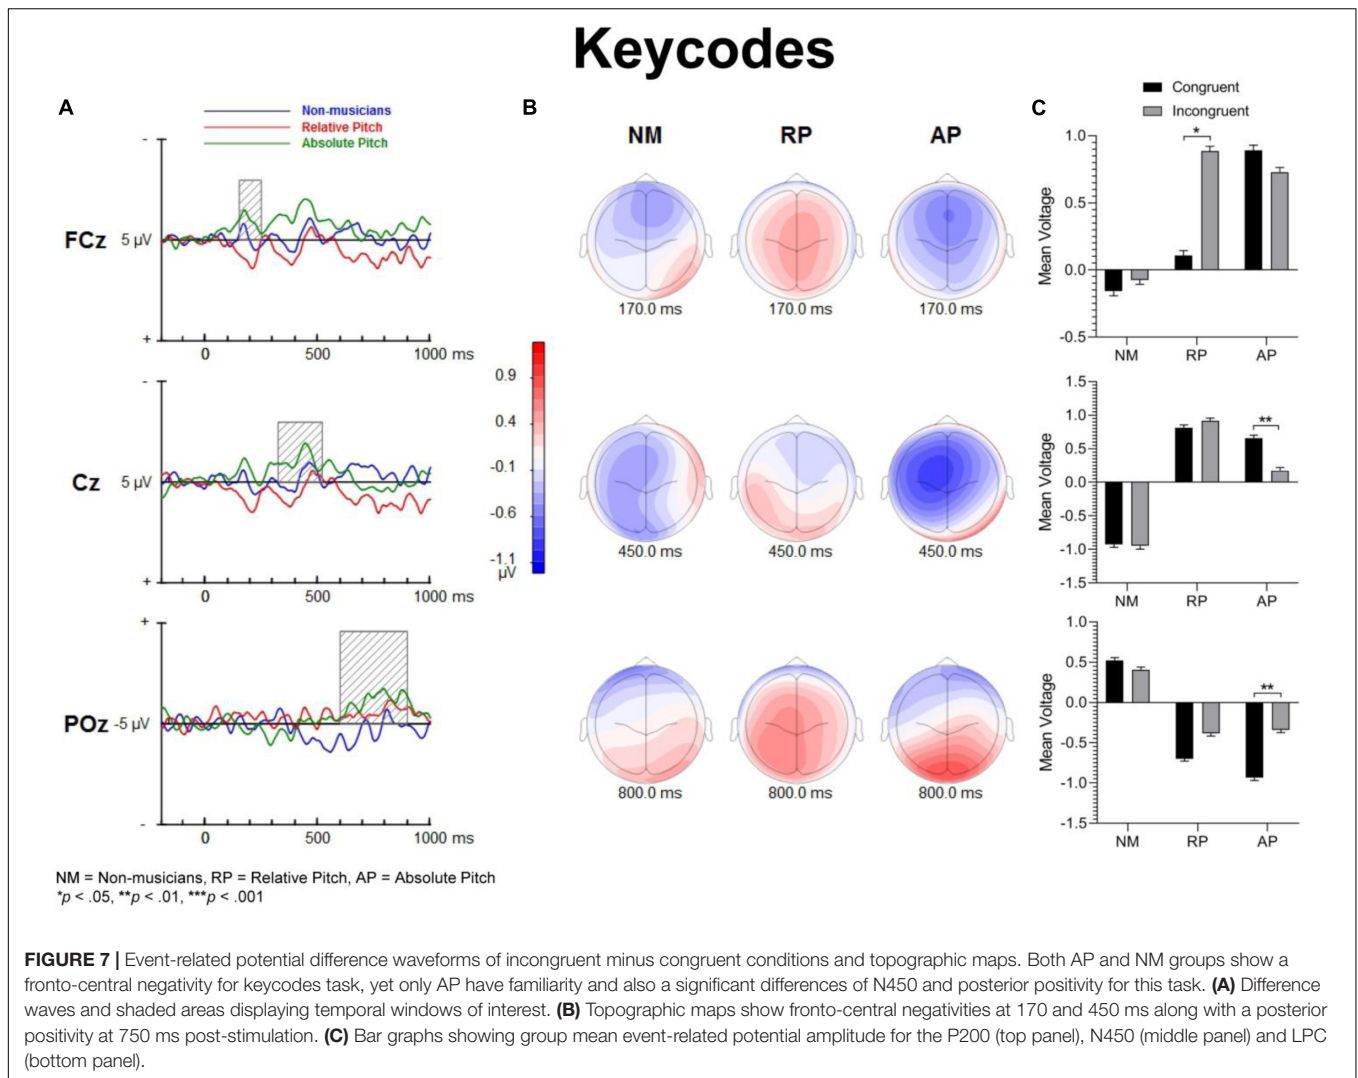 Keycodes
A
Non-musicians
Relative Pitch
Absolute Pitch
-
FCz 5 µV
+
0 500 1000 ms
-
Cz 5 µV
+
0 500 1000 ms
+
POz -5 µV
-
0 500 1000 ms
NM = Non-musicians, RP = Relative Pitch, AP = Absolute Pitch
*p < .05, **p < .01, ***p < .001
B
NM RP AP
170.0 ms 170.0 ms 170.0 ms
0.9
0.4
-0.1
-0.6
-1.1
µV
450.0 ms 450.0 ms 450.0 ms
800.0 ms 800.0 ms 800.0 ms
C
Congruent
Incongruent
Mean Voltage
1.0
0.5
0.0
-0.5
*
NM RP AP
Mean Voltage
1.5
1.0
0.5
0.0
-0.5
-1.0
-1.5
**
NM RP AP
Mean Voltage
1.0
0.5
0.0
-0.5
-1.0
-1.5
**
NM RP AP
FIGURE 7 | Event-related potential difference waveforms of incongruent minus congruent conditions and topographic maps. Both AP and NM groups show a
fronto-central negativity for keycodes task, yet only AP have familiarity and also a significant differences of N450 and posterior positivity for this task. (A) Difference
waves and shaded areas displaying temporal windows of interest. (B) Topographic maps show fronto-central negativities at 170 and 450 ms along with a posterior
positivity at 750 ms post-stimulation. (C) Bar graphs showing group mean event-related potential amplitude for the P200 (top panel), N450 (middle panel) and LPC
(bottom panel).